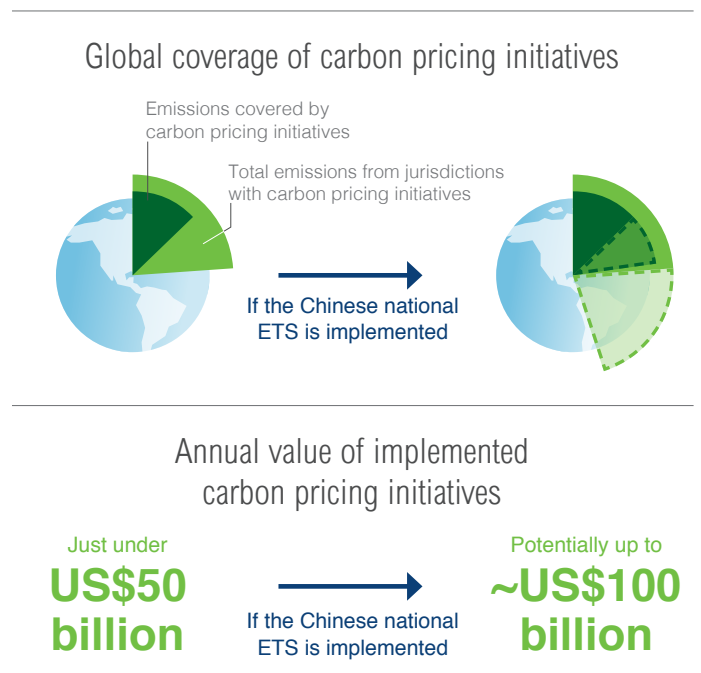 Global coverage of carbon pricing initiatives
Emissions covered by
carbon pricing initiatives
Total emissions from jurisdictions
with carbon pricing initiatives
If the Chinese national
ETS is implemented
Annual value of implemented
carbon pricing initiatives
Just under
US$50
billion
If the Chinese national
ETS is implemented
Potentially up to
~US$100
billion